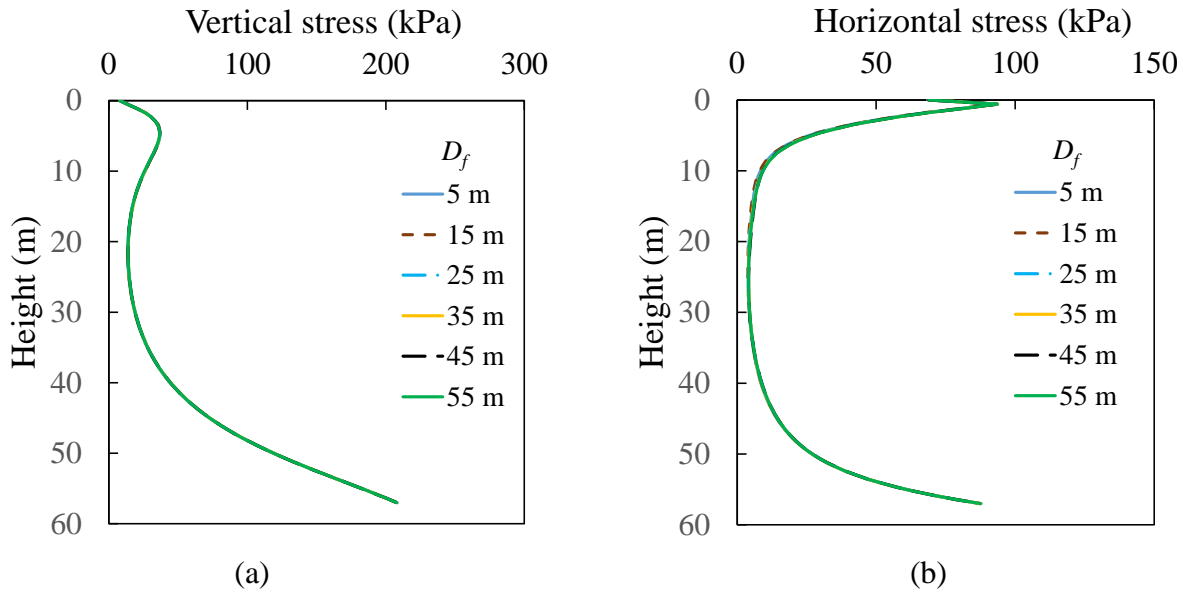 Vertical stress (kPa)
0 100 200 300
0
10
20
30
40
50
60
Height (m)
D_f
5 m
15 m
25 m
35 m
45 m
55 m
(a)
Horizontal stress (kPa)
0 50 100 150
0
10
20
30
40
50
60
Height (m)
D_f
5 m
15 m
25 m
35 m
45 m
55 m
(b)